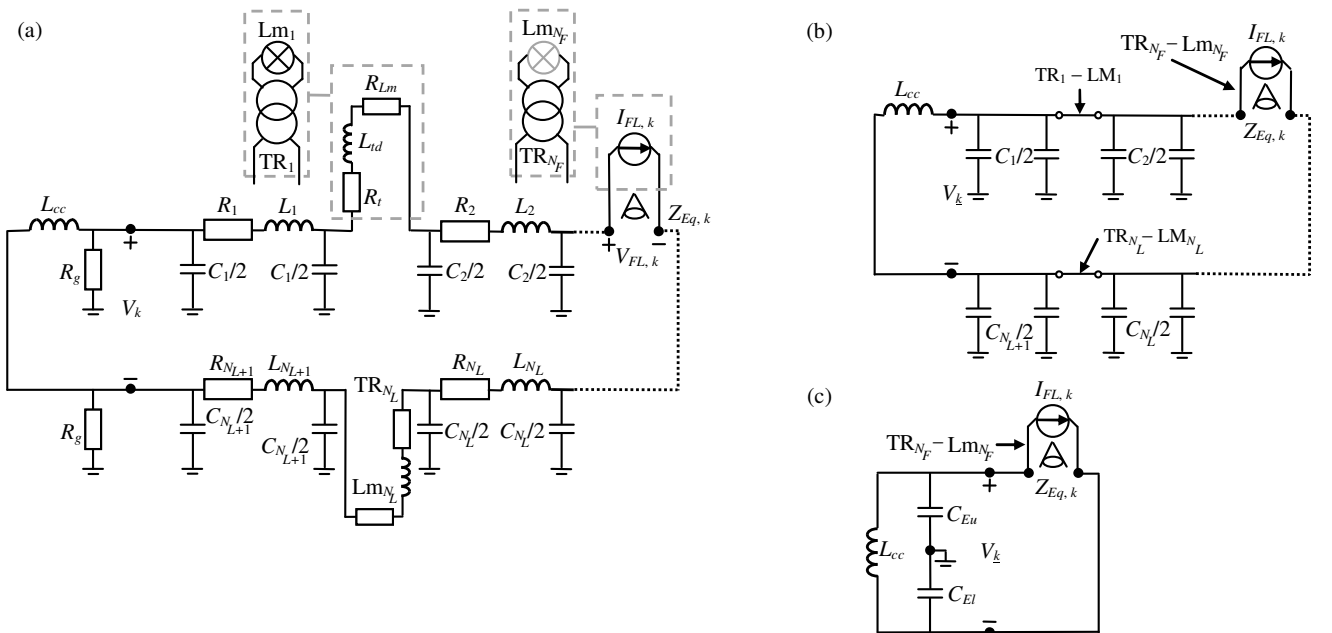 (a)
Lm1
TR1
RLm
Ltd
Rt
LmNF
TRNF
IFL, k
ZEq, k
VFL, k
+
−
Lcc
+
R1
L1
R2
L2
Rg
C1/2
C1/2
C2/2
C2/2
Vk
−
RNL+1
LNL+1
TRNL
RNL
LNL
Rg
CNL+1/2
CNL+1/2
CNL/2
CNL/2
LmNL
(b)
IFL, k
TRNF−LmNF
TR1−LM1
Lcc
+
ZEq, k
C1/2
C2/2
Vk
TRNL−LMNL
−
CNL+1/2
CNL/2
(c)
IFL, k
TRNF−LmNF
ZEq, k
+
CEu
Lcc
Vk
CEl
−